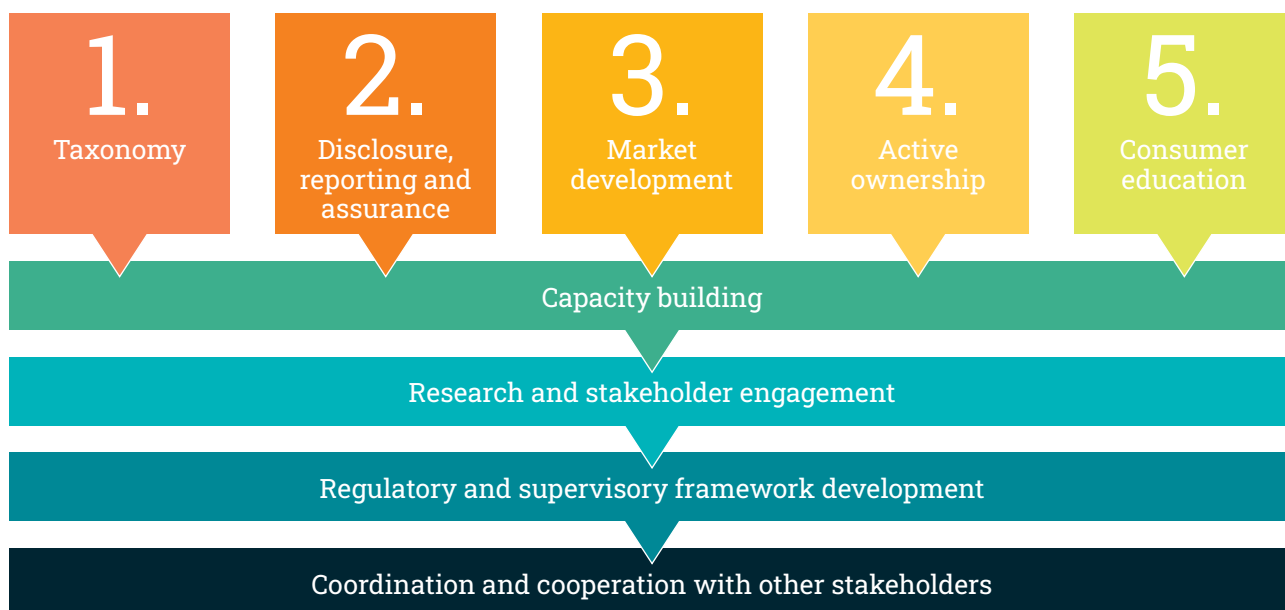 1.
Taxonomy
2.
Disclosure,
reporting and
assurance
3.
Market
development
4.
Active
ownership
5.
Consumer
education
Capacity building
Research and stakeholder engagement
Regulatory and supervisory framework development
Coordination and cooperation with other stakeholders